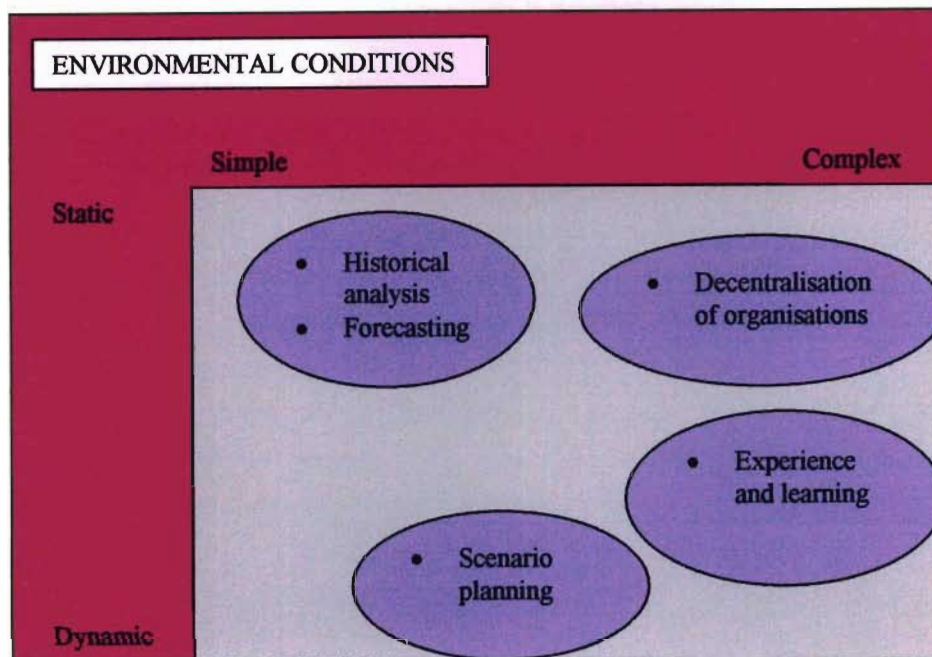 ENVIRONMENTAL CONDITIONS
Simple
Complex
Static
• Historical
analysis
• Forecasting
• Decentralisation
of organisations
• Experience
and learning
• Scenario
planning
Dynamic